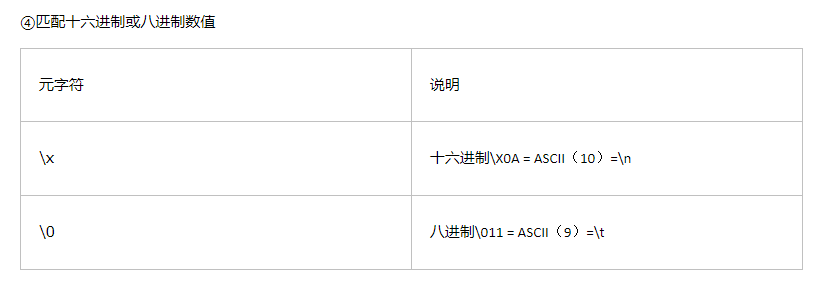 ④匹配十六进制或八进制数值
元字符 说明
\x 十六进制\X0A = ASCII（10）=\n
\0 八进制\011 = ASCII（9）=\t